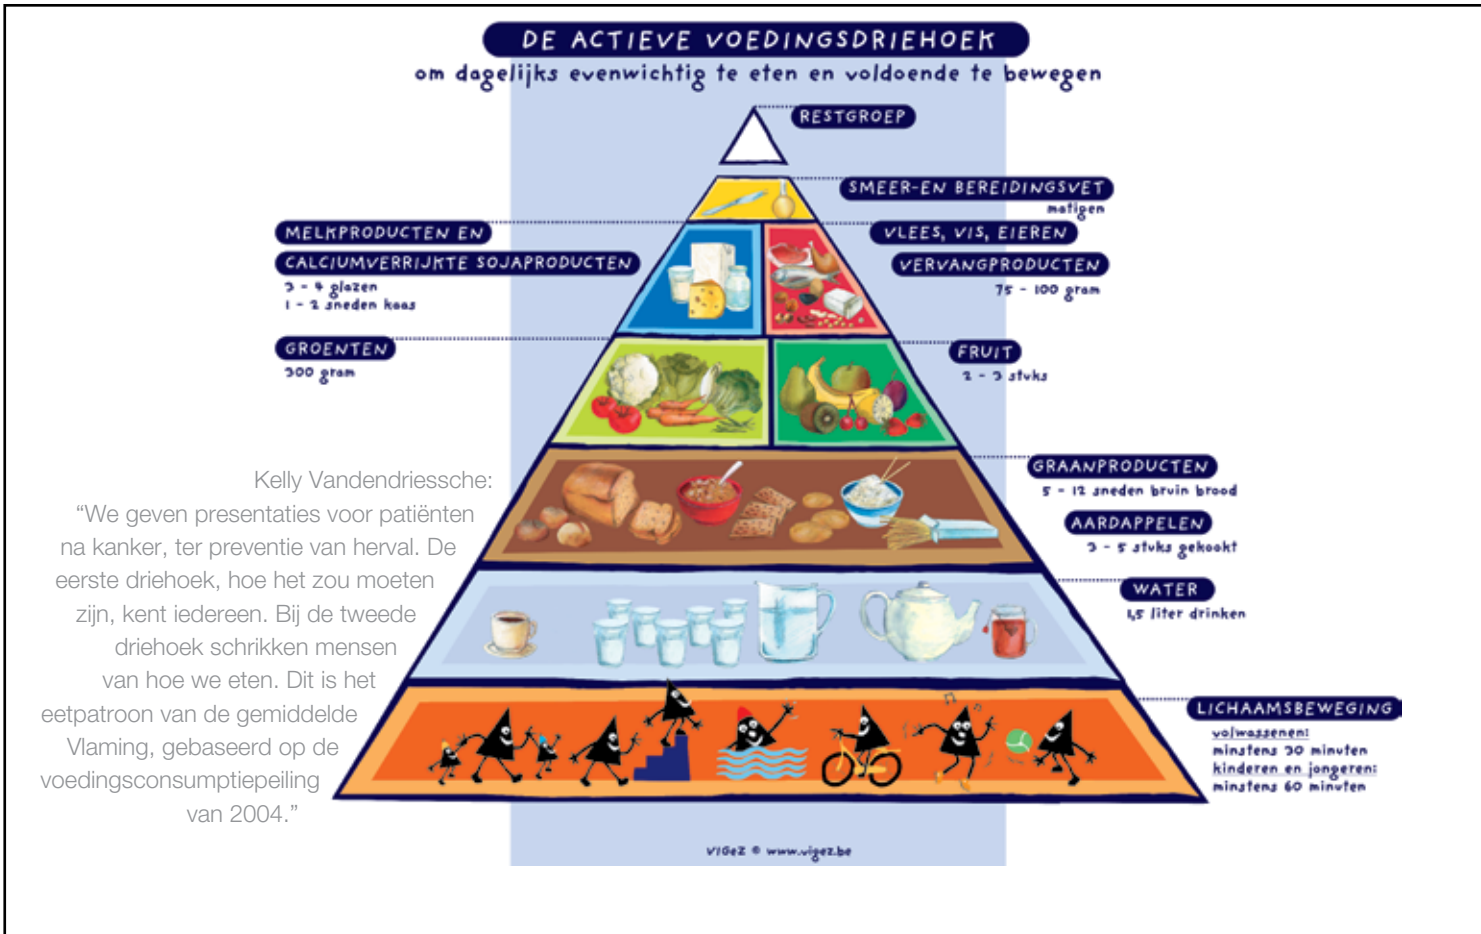 DE ACTIEVE VOEDINGSDRIEHOEK
om dagelijks evenwichtig te eten en voldoende te bewegen
RESTGROEP
SMEER-EN BEREIDINGSVET
matigen
MELKPRODUCTEN EN
CALCIUMVERRIJKTE SOJAPRODUCTEN
3 - 4 glazen
1 - 2 sneden kaas
VLEES, VIS, EIEREN
VERVANGPRODUCTEN
75 - 100 gram
GROENTEN
300 gram
FRUIT
2 - 3 stuks
GRAANPRODUCTEN
5 - 12 sneden bruin brood
AARDAPPELEN
3 - 5 stuks gekookt
WATER
1,5 liter drinken
LICHAAMSBEWEGING
volwassenen:
minstens 30 minuten
kinderen en jongeren:
minstens 60 minuten
Kelly Vandendriessche:
“We geven presentaties voor patiënten
na kanker, ter preventie van herval. De
eerste driehoek, hoe het zou moeten
zijn, kent iedereen. Bij de tweede
driehoek schrikken mensen
van hoe we eten. Dit is het
eetpatroon van de gemiddelde
Vlaming, gebaseerd op de
voedingsconsumptiepeiling
van 2004.”
VIGeZ © www.vigez.be